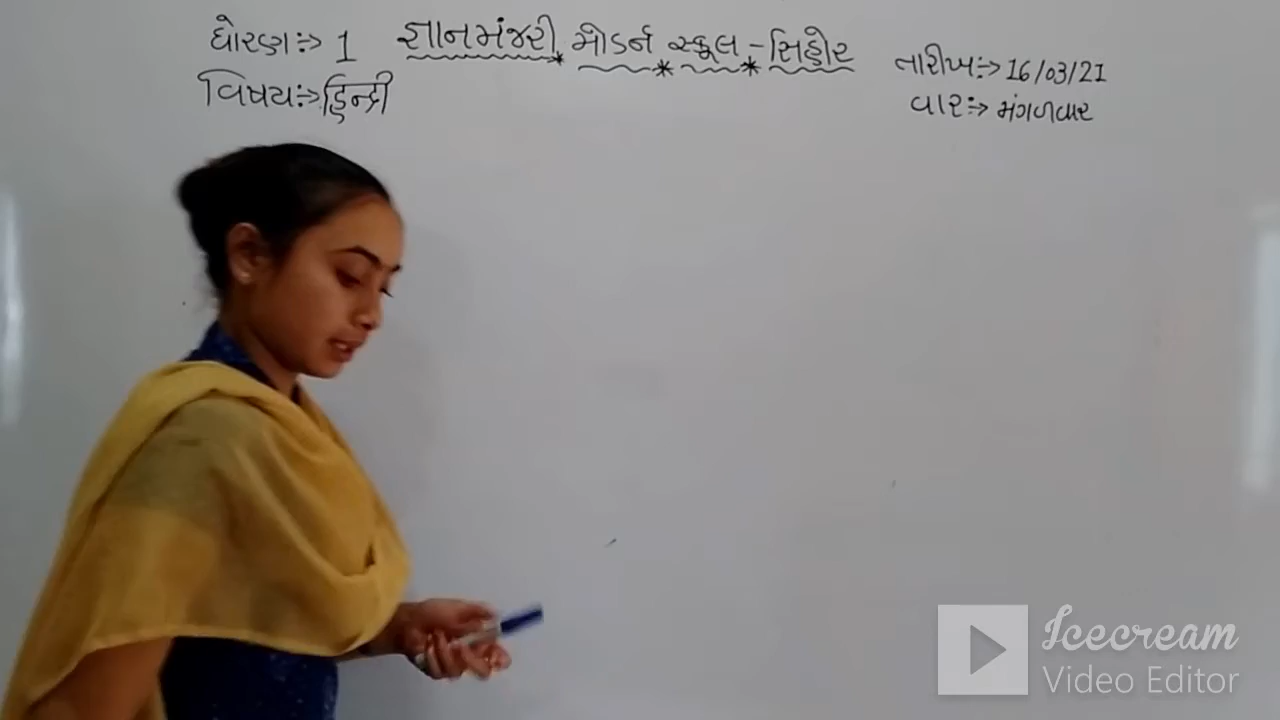 ધોરણઃ-> 1
જ્ઞાનમંજરી મોડર્ન સ્કૂલ - સિહોર
તારીખઃ-> 16/03/21
વિષયઃ-> હિન્દી
વારઃ-> મંગળવાર
Icecream
Video Editor